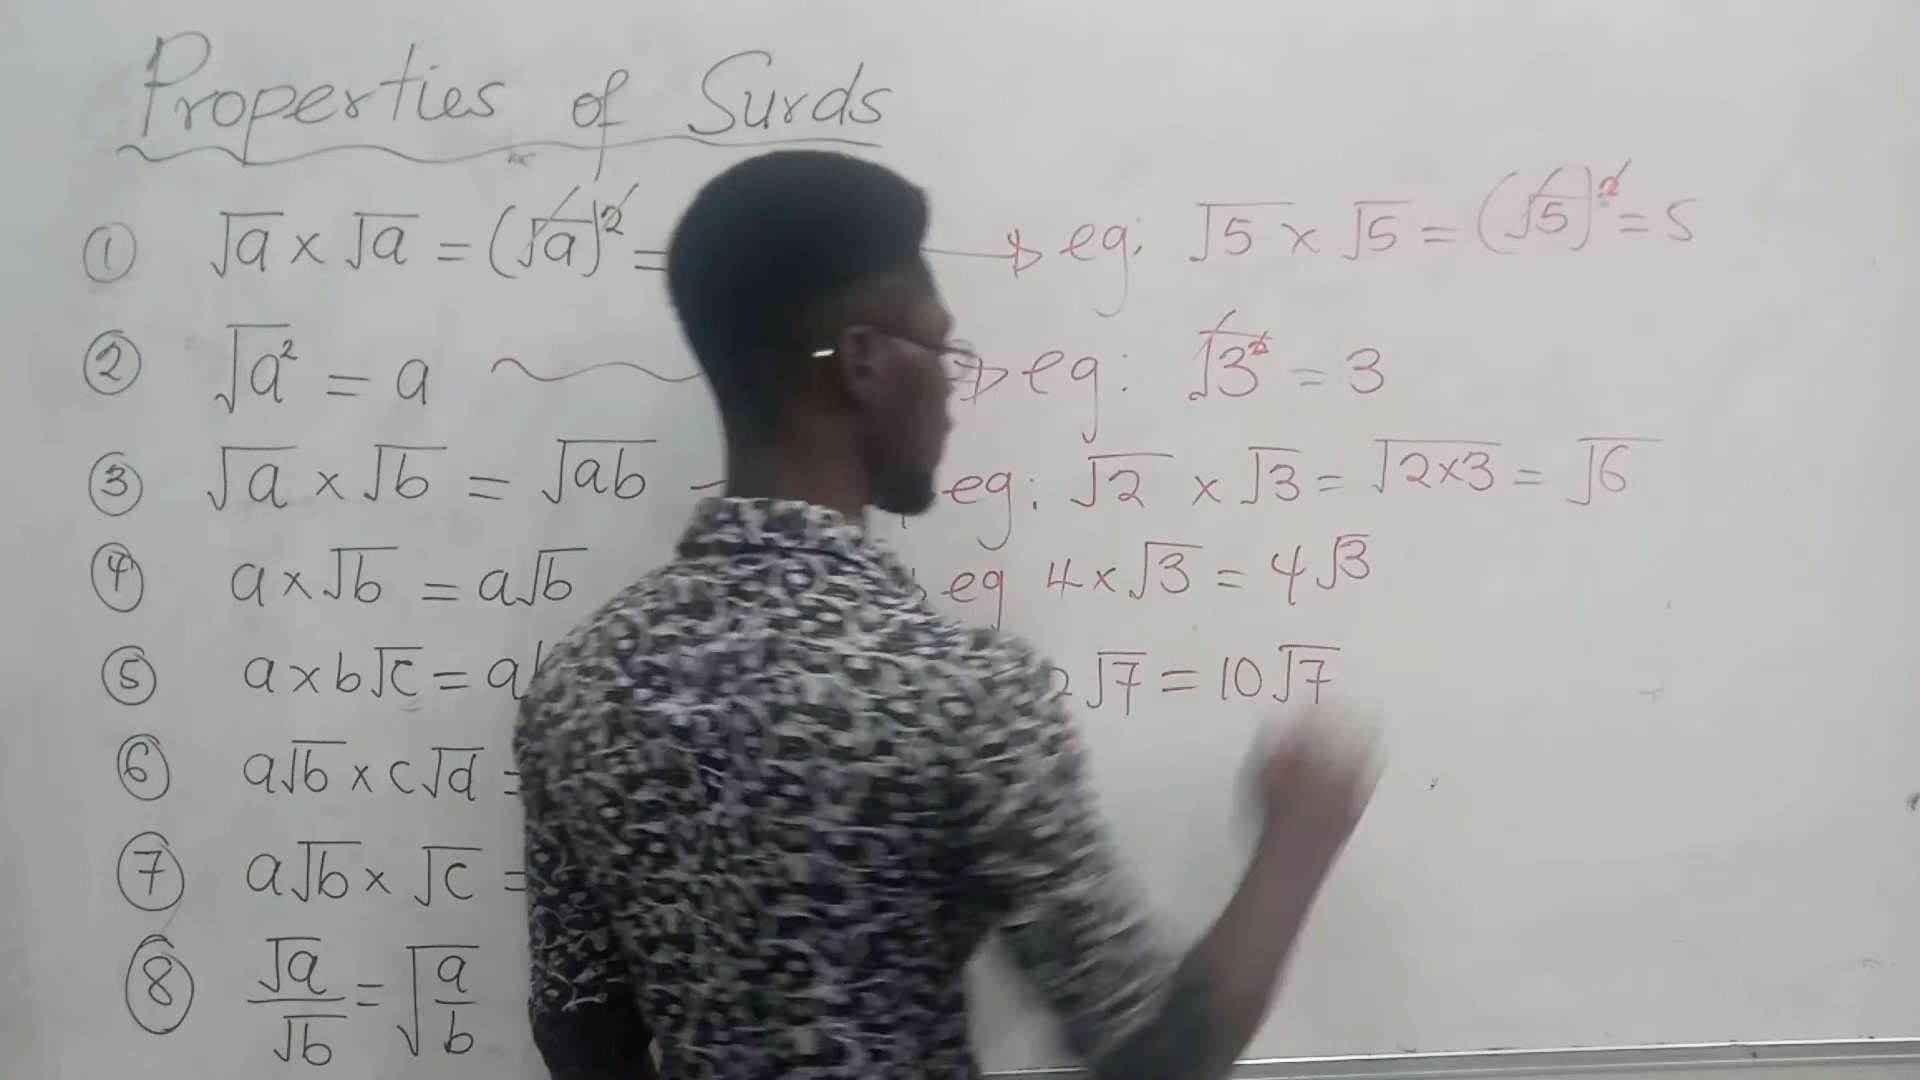 Properties of Surds
① √a × √a = (√a)² = eg: √5 × √5 = (√5)² = 5
② √a² = a eg: √3² = 3
③ √a × √b = √ab eg: √2 × √3 = √2×3 = √6
④ a × √b = a√b eg 4 × √3 = 4√3
⑤ a × b√c = a 2√7 = 10√7
⑥ a√b × c√d =
⑦ a√b × √c =
⑧ √a/√b = √(a/b)